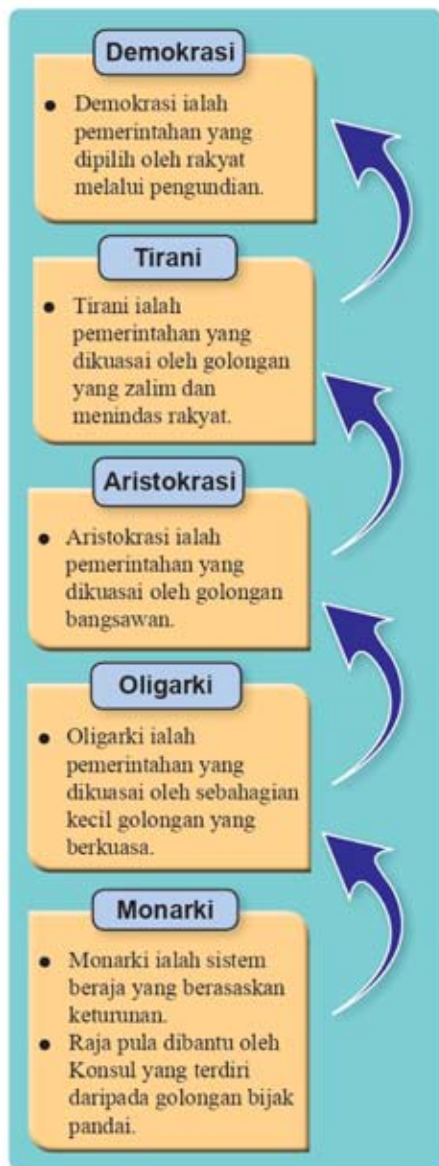 Demokrasi
● Demokrasi ialah
pemerintahan yang
dipilih oleh rakyat
melalui pengundian.
Tirani
● Tirani ialah
pemerintahan yang
dikuasai oleh golongan
yang zalim dan
menindas rakyat.
Aristokrasi
● Aristokrasi ialah
pemerintahan yang
dikuasai oleh golongan
bangsawan.
Oligarki
● Oligarki ialah
pemerintahan yang
dikuasai oleh sebahagian
kecil golongan yang
berkuasa.
Monarki
● Monarki ialah sistem
beraja yang berasaskan
keturunan.
● Raja pula dibantu oleh
Konsul yang terdiri
daripada golongan bijak
pandai.